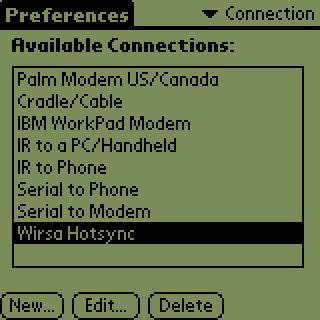 Preferences
Connection
Available Connections:
Palm Modem US/Canada
Cradle/Cable
IBM WorkPad Modem
IR to a PC/Handheld
IR to Phone
Serial to Phone
Serial to Modem
Wirsa Hotsync
New...
Edit...
Delete